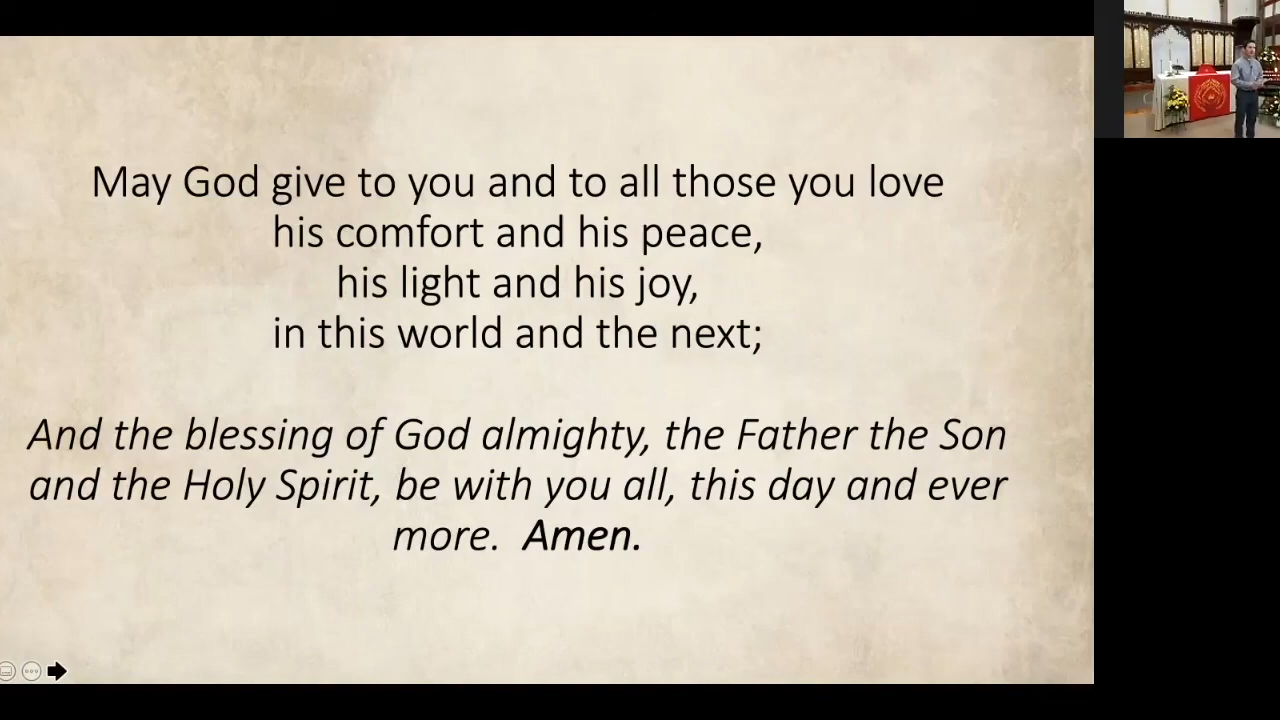 May God give to you and to all those you love
his comfort and his peace,
his light and his joy,
in this world and the next;
And the blessing of God almighty, the Father the Son
and the Holy Spirit, be with you all, this day and ever
more.  Amen.